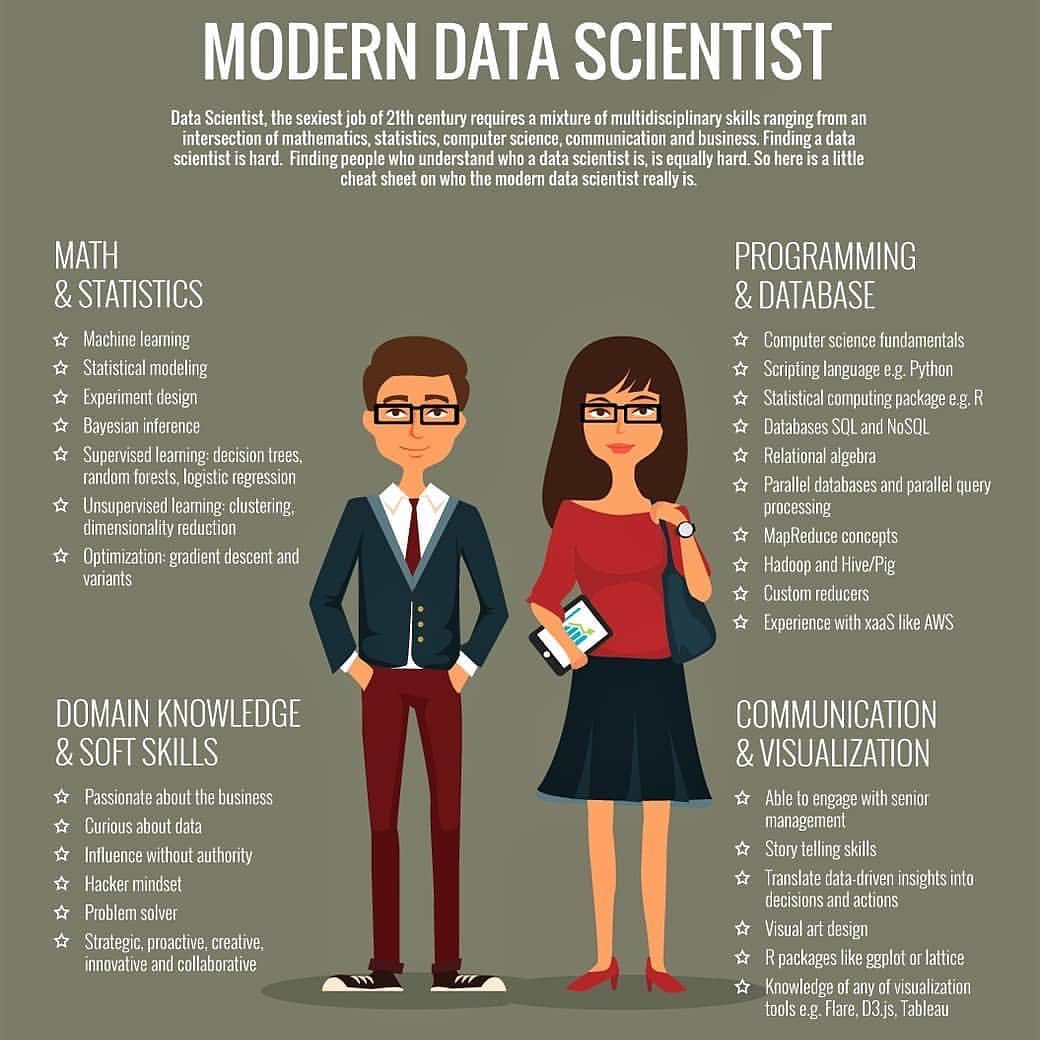 MODERN DATA SCIENTIST
Data Scientist, the sexiest job of 21th century requires a mixture of multidisciplinary skills ranging from an
intersection of mathematics, statistics, computer science, communication and business. Finding a data
scientist is hard. Finding people who understand who a data scientist is, is equally hard. So here is a little
cheat sheet on who the modern data scientist really is.
MATH
& STATISTICS
Machine learning
Statistical modeling
Experiment design
Bayesian inference
Supervised learning: decision trees,
random forests, logistic regression
Unsupervised learning: clustering,
dimensionality reduction
Optimization: gradient descent and
variants
PROGRAMMING
& DATABASE
Computer science fundamentals
Scripting language e.g. Python
Statistical computing package e.g. R
Databases SQL and NoSQL
Relational algebra
Parallel databases and parallel query
processing
MapReduce concepts
Hadoop and Hive/Pig
Custom reducers
Experience with xaaS like AWS
DOMAIN KNOWLEDGE
& SOFT SKILLS
Passionate about the business
Curious about data
Influence without authority
Hacker mindset
Problem solver
Strategic, proactive, creative,
innovative and collaborative
COMMUNICATION
& VISUALIZATION
Able to engage with senior
management
Story telling skills
Translate data-driven insights into
decisions and actions
Visual art design
R packages like ggplot or lattice
Knowledge of any of visualization
tools e.g. Flare, D3.js, Tableau